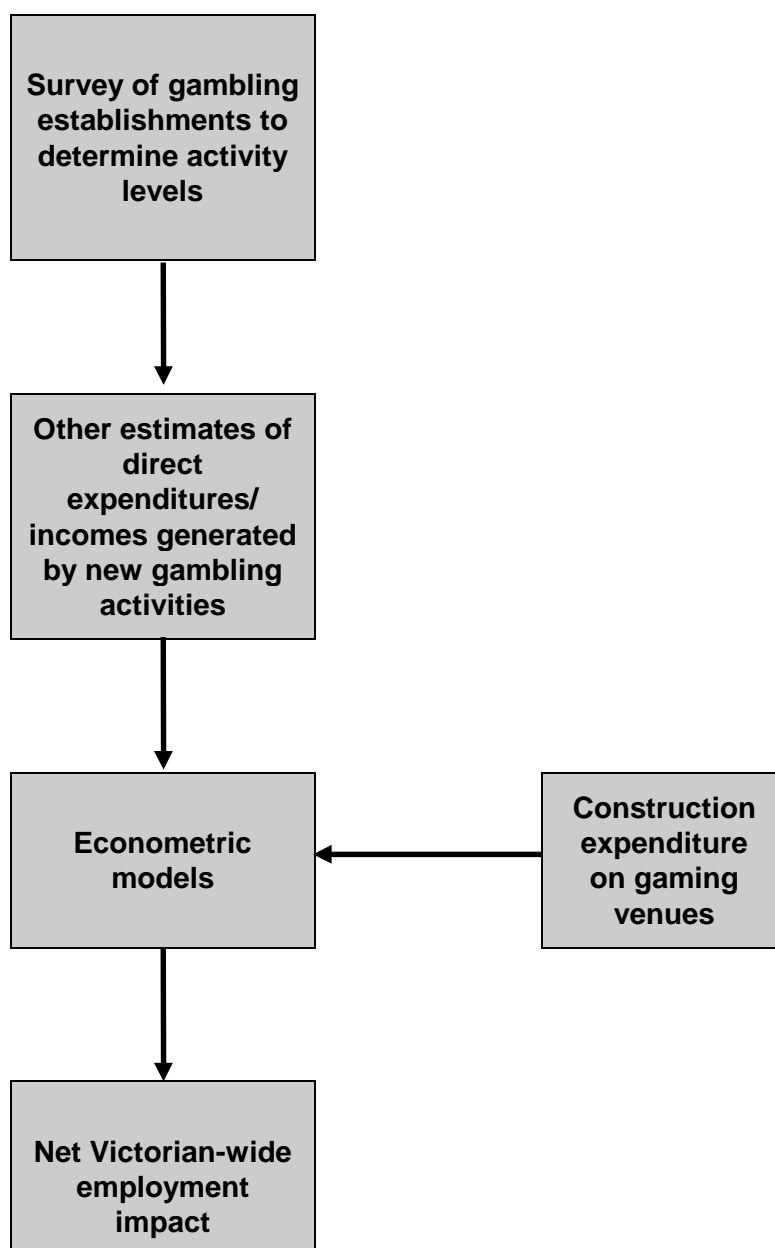 Survey of gambling
establishments to
determine activity
levels
Other estimates of
direct
expenditures/
incomes generated
by new gambling
activities
Econometric
models
Construction
expenditure
on gaming
venues
Net Victorian-wide
employment
impact